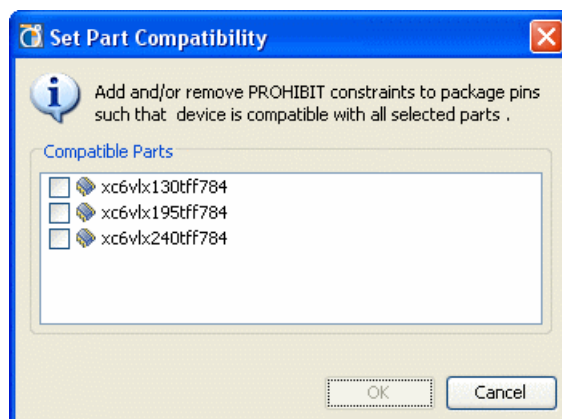 Set Part Compatibility
Add and/or remove PROHIBIT constraints to package pins
such that device is compatible with all selected parts .
Compatible Parts
xc6vlx130tff784
xc6vlx195tff784
xc6vlx240tff784
OK
Cancel